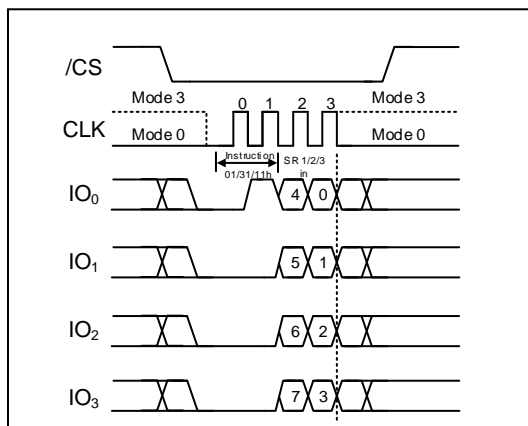 /CS
Mode 3 0 1 2 3 Mode 3
CLK Mode 0 Mode 0
Instruction SR 1/2/3
01/31/11h in
IO₀ 4 0
IO₁ 5 1
IO₂ 6 2
IO₃ 7 3